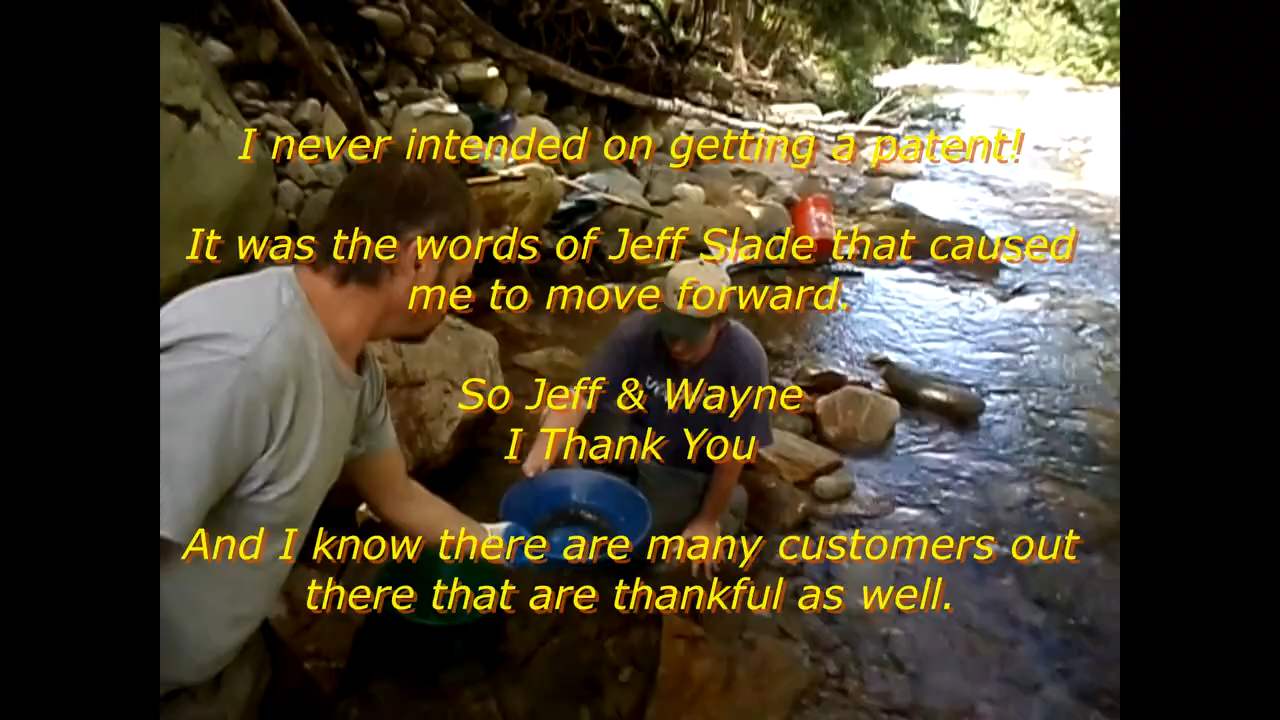 I never intended on getting a patent!
It was the words of Jeff Slade that caused
me to move forward.
So Jeff & Wayne
I Thank You
And I know there are many customers out
there that are thankful as well.